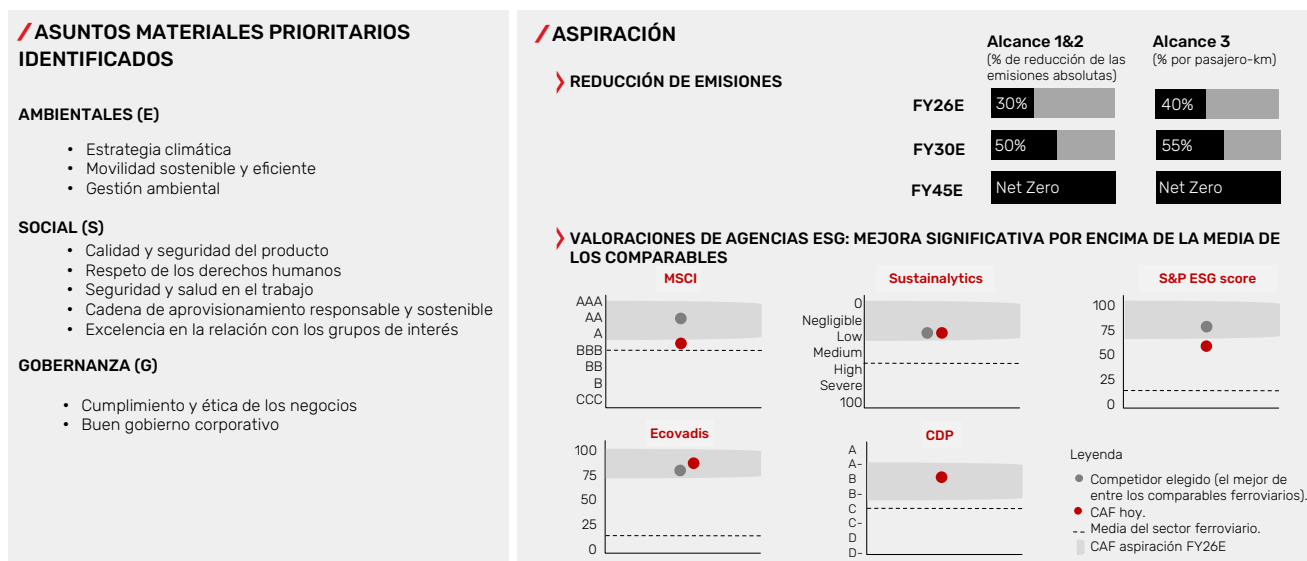 ASUNTOS MATERIALES PRIORITARIOS
IDENTIFICADOS
AMBIENTALES (E)
• Estrategia climática
• Movilidad sostenible y eficiente
• Gestión ambiental
SOCIAL (S)
• Calidad y seguridad del producto
• Respeto de los derechos humanos
• Seguridad y salud en el trabajo
• Cadena de aprovisionamiento responsable y sostenible
• Excelencia en la relación con los grupos de interés
GOBERNANZA (G)
• Cumplimiento y ética de los negocios
• Buen gobierno corporativo
ASPIRACIÓN
REDUCCIÓN DE EMISIONES
Alcance 1&2
(% de reducción de las
emisiones absolutas)
Alcance 3
(% por pasajero-km)
FY26E 30% 40%
FY30E 50% 55%
FY45E Net Zero Net Zero
VALORACIONES DE AGENCIAS ESG: MEJORA SIGNIFICATIVA POR ENCIMA DE LA MEDIA DE
LOS COMPARABLES
MSCI
AAA
AA
A
BBB
BB
B
CCC
Sustainalytics
0
Negligible
Low
Medium
High
Severe
100
S&P ESG score
100
75
50
25
0
Ecovadis
100
75
50
25
0
CDP
A
A-
B
B-
C
C-
D
D-
Leyenda
Competidor elegido (el mejor de
entre los comparables ferroviarios).
CAF hoy.
Media del sector ferroviario.
CAF aspiración FY26E